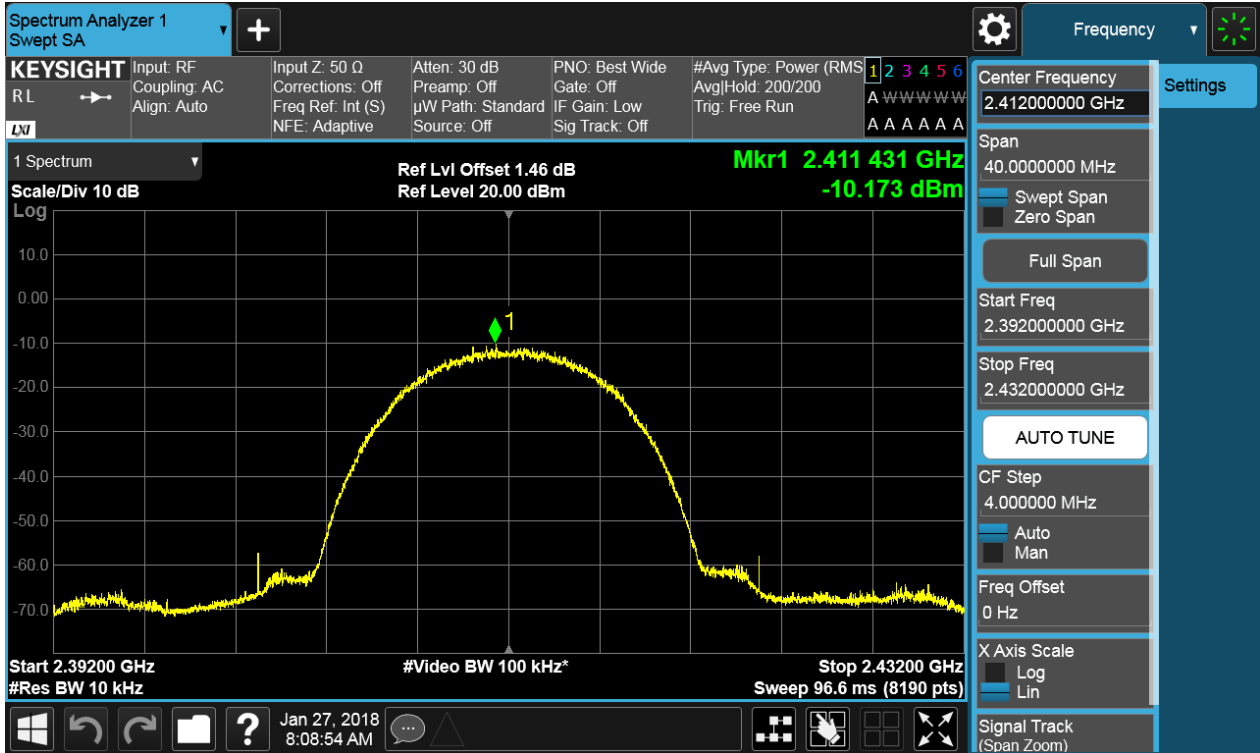 Spectrum Analyzer 1
Swept SA
Frequency
KEYSIGHT
RL
LXI
Input: RF
Coupling: AC
Align: Auto
Input Z: 50 Ω
Corrections: Off
Freq Ref: Int (S)
NFE: Adaptive
Atten: 30 dB
Preamp: Off
µW Path: Standard
Source: Off
PNO: Best Wide
Gate: Off
IF Gain: Low
Sig Track: Off
#Avg Type: Power (RMS
Avg|Hold: 200/200
Trig: Free Run
1 2 3 4 5 6
A W W W W W
A A A A A A
1 Spectrum
Scale/Div 10 dB
Log
Ref Lvl Offset 1.46 dB
Ref Level 20.00 dBm
Mkr1 2.411 431 GHz
-10.173 dBm
10.0
0.00
-10.0
-20.0
-30.0
-40.0
-50.0
-60.0
-70.0
1
Start 2.39200 GHz
#Res BW 10 kHz
#Video BW 100 kHz*
Stop 2.43200 GHz
Sweep 96.6 ms (8190 pts)
Center Frequency
2.412000000 GHz
Span
40.0000000 MHz
Swept Span
Zero Span
Full Span
Start Freq
2.392000000 GHz
Stop Freq
2.432000000 GHz
AUTO TUNE
CF Step
4.000000 MHz
Auto
Man
Freq Offset
0 Hz
X Axis Scale
Log
Lin
Signal Track
(Span Zoom)
Settings
?
Jan 27, 2018
8:08:54 AM